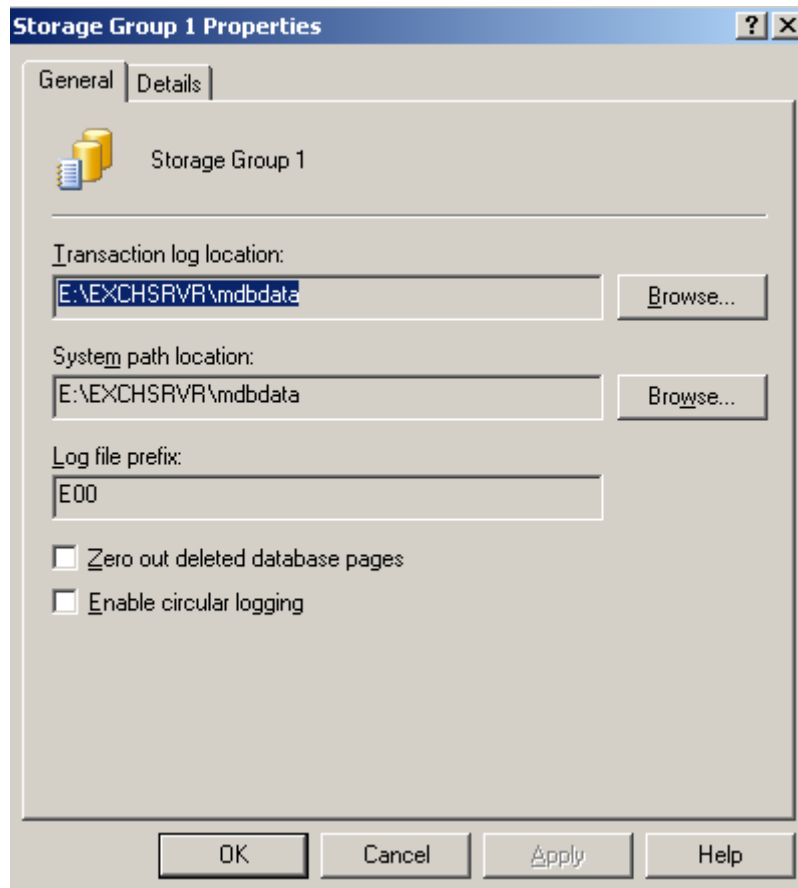 Storage Group 1 Properties
General Details
Storage Group 1
Transaction log location:
E:\EXCHSRVR\mdbdata Browse...
System path location:
E:\EXCHSRVR\mdbdata Browse...
Log file prefix:
E00
Zero out deleted database pages
Enable circular logging
OK Cancel Apply Help